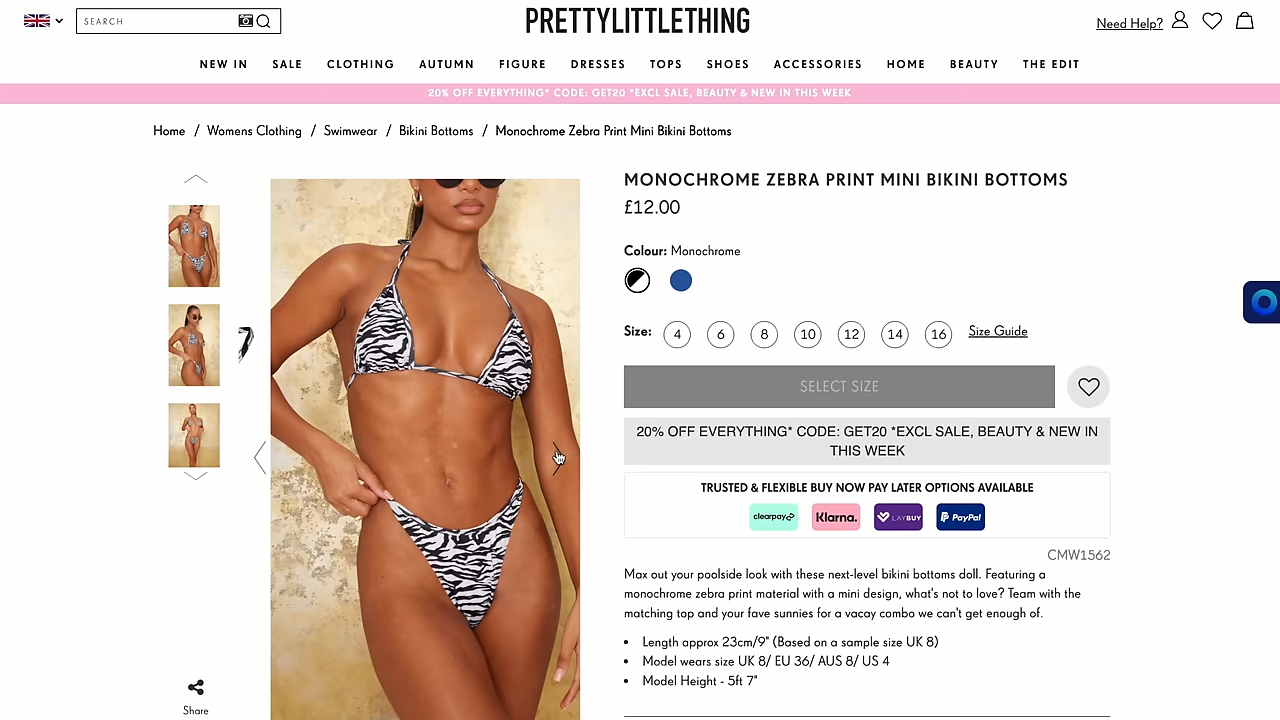 SEARCH
PRETTYLITTLETHING
Need Help?
NEW IN SALE CLOTHING AUTUMN FIGURE DRESSES TOPS SHOES ACCESSORIES HOME BEAUTY THE EDIT
20% OFF EVERYTHING* CODE: GET20 *EXCL SALE, BEAUTY & NEW IN THIS WEEK
Home / Womens Clothing / Swimwear / Bikini Bottoms / Monochrome Zebra Print Mini Bikini Bottoms
MONOCHROME ZEBRA PRINT MINI BIKINI BOTTOMS
£12.00
Colour: Monochrome
Size: 4 6 8 10 12 14 16 Size Guide
SELECT SIZE
20% OFF EVERYTHING* CODE: GET20 *EXCL SALE, BEAUTY & NEW IN
THIS WEEK
TRUSTED & FLEXIBLE BUY NOW PAY LATER OPTIONS AVAILABLE
clearpay Klarna. LAYBUY PayPal
CMW1562
Max out your poolside look with these next-level bikini bottoms doll. Featuring a
monochrome zebra print material with a mini design, what's not to love? Team with the
matching top and your fave sunnies for a vacay combo we can't get enough of.
• Length approx 23cm/9" (Based on a sample size UK 8)
• Model wears size UK 8/ EU 36/ AUS 8/ US 4
• Model Height - 5ft 7"
7
Share